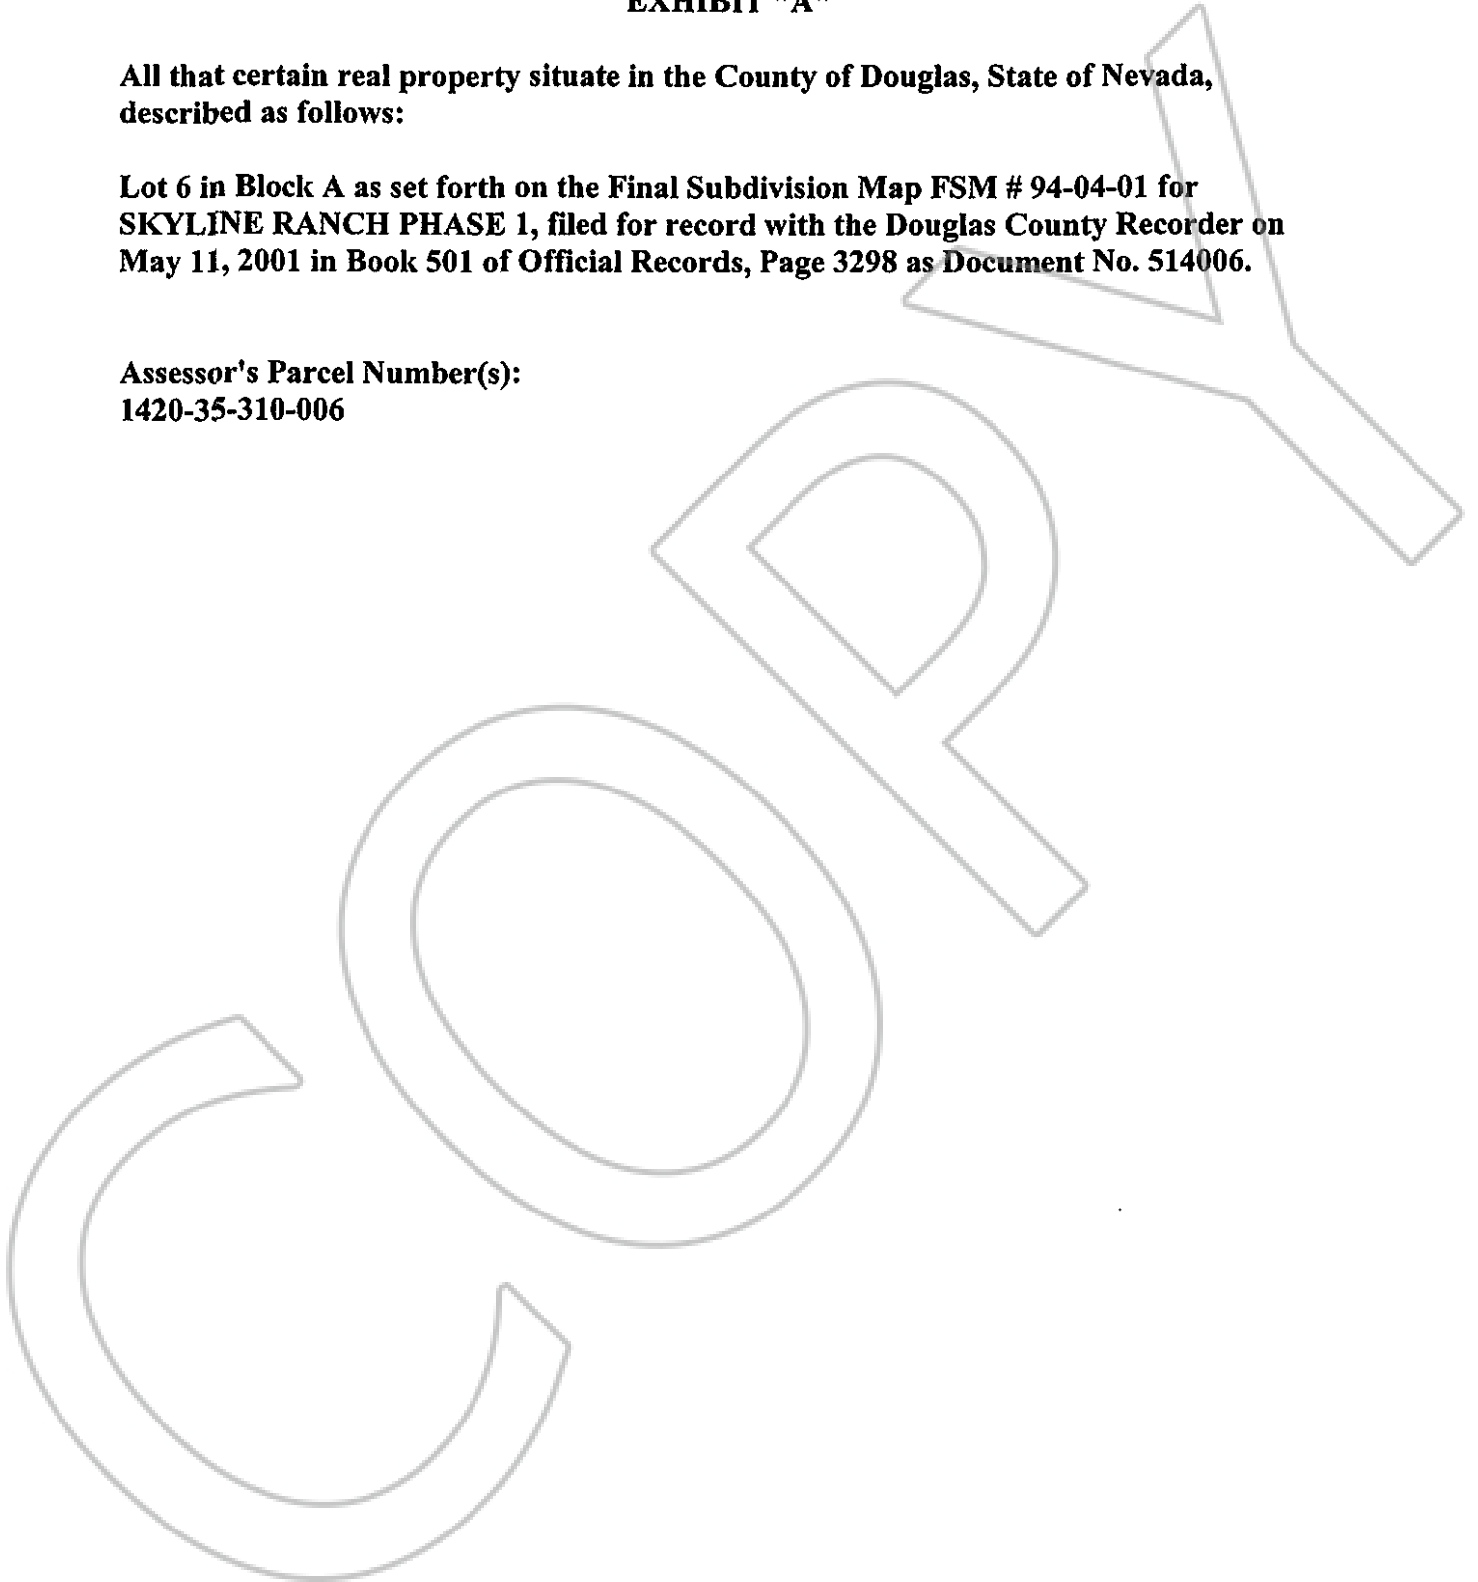 EXHIBIT "A"
All that certain real property situate in the County of Douglas, State of Nevada,
described as follows:
Lot 6 in Block A as set forth on the Final Subdivision Map FSM # 94-04-01 for
SKYLINE RANCH PHASE 1, filed for record with the Douglas County Recorder on
May 11, 2001 in Book 501 of Official Records, Page 3298 as Document No. 514006.
Assessor's Parcel Number(s):
1420-35-310-006
COPY